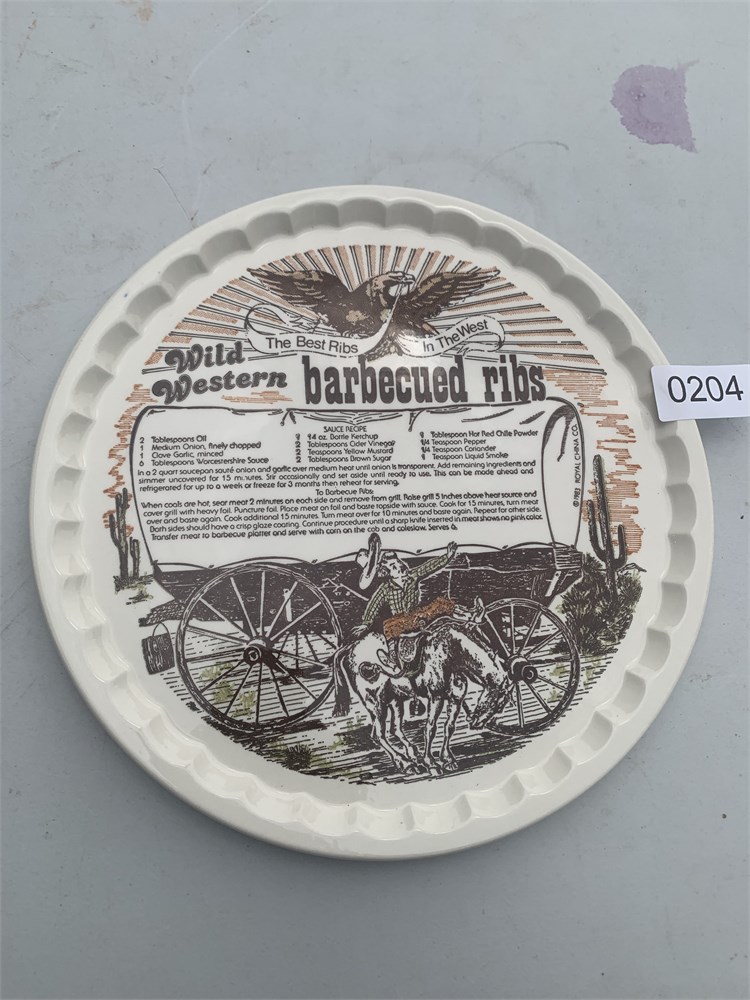 The Best Ribs In The West
Wild
Western
barbecued ribs
SAUCE RECIPE
2 Tablespoons Oil
1 Medium Onion, finely chopped
1 Clove Garlic, minced
6 Tablespoons Worcestershire Sauce
1 14 oz. Bottle Ketchup
2 Tablespoons Cider Vinegar
2 Teaspoons Yellow Mustard
2 Tablespoons Brown Sugar
1 Tablespoon Hot Red Chile Powder
1/4 Teaspoon Pepper
1/4 Teaspoon Coriander
1 Teaspoon Liquid Smoke
In a 2 quart saucepan sauté onion and garlic over medium heat until onion is transparent. Add remaining ingredients and
simmer uncovered for 15 minutes. Stir occasionally and set aside until ready to use. This can be made ahead and
refrigerated for up to a week or freeze for 3 months then reheat for serving.
To Barbecue Ribs:
When coals are hot, sear meat 2 minutes on each side and remove from grill. Raise grill 5 inches above heat source and
cover grill with heavy foil. Puncture foil. Place meat on foil and baste topside with sauce. Cook for 15 minutes, turn meat
over and baste again. Cook additional 15 minutes. Turn meat over for 10 minutes and baste again. Repeat for other side.
Both sides should have a crisp glaze coating. Continue procedure until a sharp knife inserted in meat shows no pink color.
Transfer meat to barbecue platter and serve with corn on the cob and coleslaw. Serves 6.
© 1983 ROYAL CHINA CO.
0204